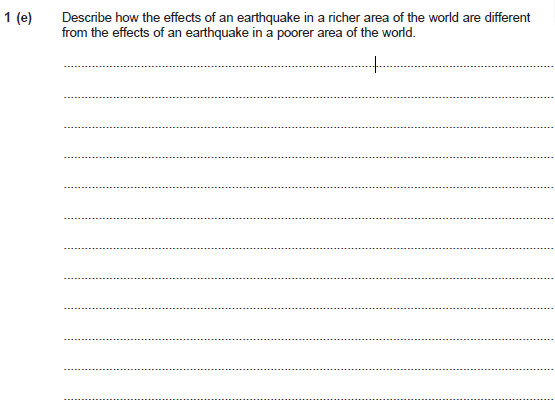 1 (e) Describe how the effects of an earthquake in a richer area of the world are different
from the effects of an earthquake in a poorer area of the world.